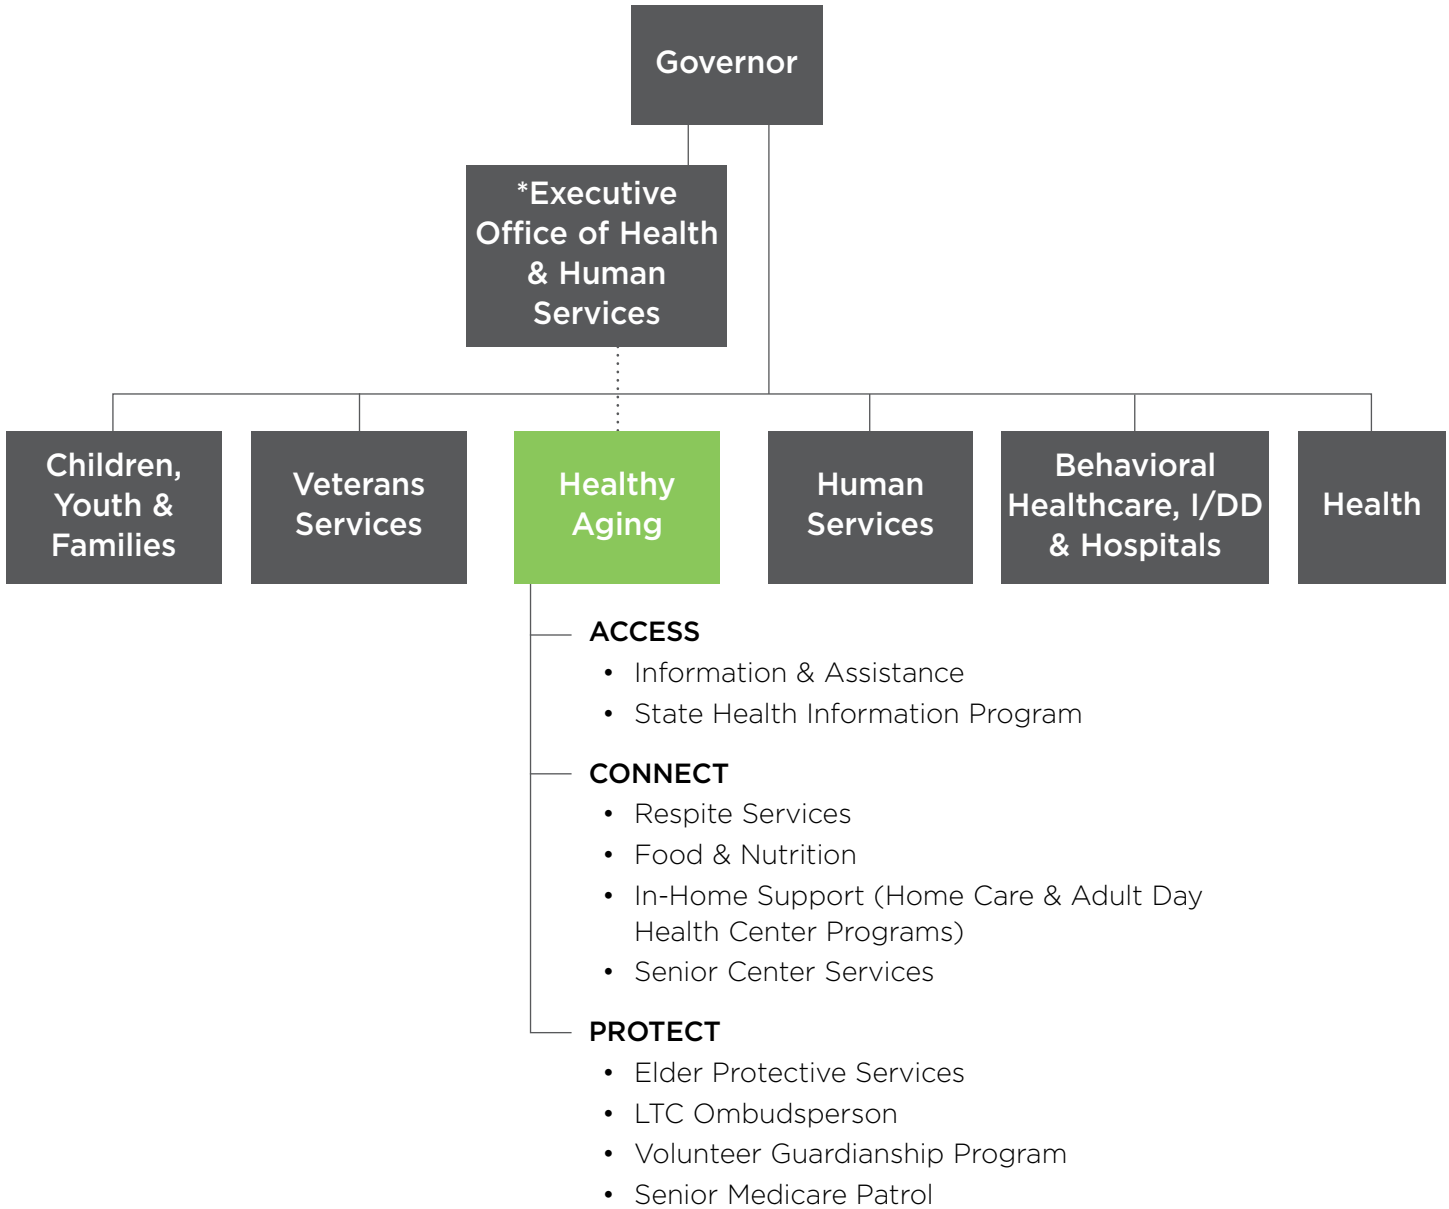 Governor
*Executive
Office of Health
& Human
Services
Children,
Youth &
Families
Veterans
Services
Healthy
Aging
Human
Services
Behavioral
Healthcare, I/DD
& Hospitals
Health
ACCESS
• Information & Assistance
• State Health Information Program
CONNECT
• Respite Services
• Food & Nutrition
• In-Home Support (Home Care & Adult Day
Health Center Programs)
• Senior Center Services
PROTECT
• Elder Protective Services
• LTC Ombudsperson
• Volunteer Guardianship Program
• Senior Medicare Patrol